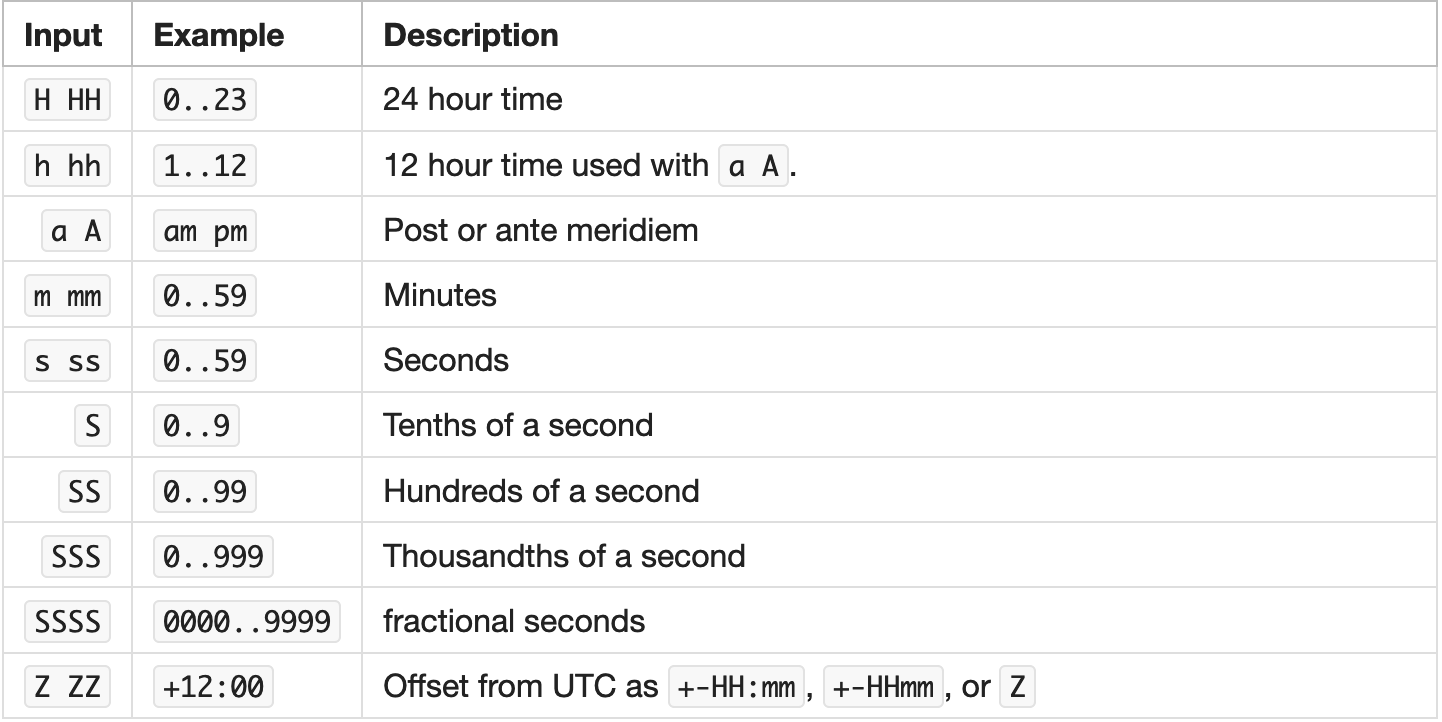 Input Example Description
H HH 0..23 24 hour time
h hh 1..12 12 hour time used with a A.
a A am pm Post or ante meridiem
m mm 0..59 Minutes
s ss 0..59 Seconds
S 0..9 Tenths of a second
SS 0..99 Hundreds of a second
SSS 0..999 Thousandths of a second
SSSS 0000..9999 fractional seconds
Z ZZ +12:00 Offset from UTC as +-HH:mm, +-HHmm, or Z